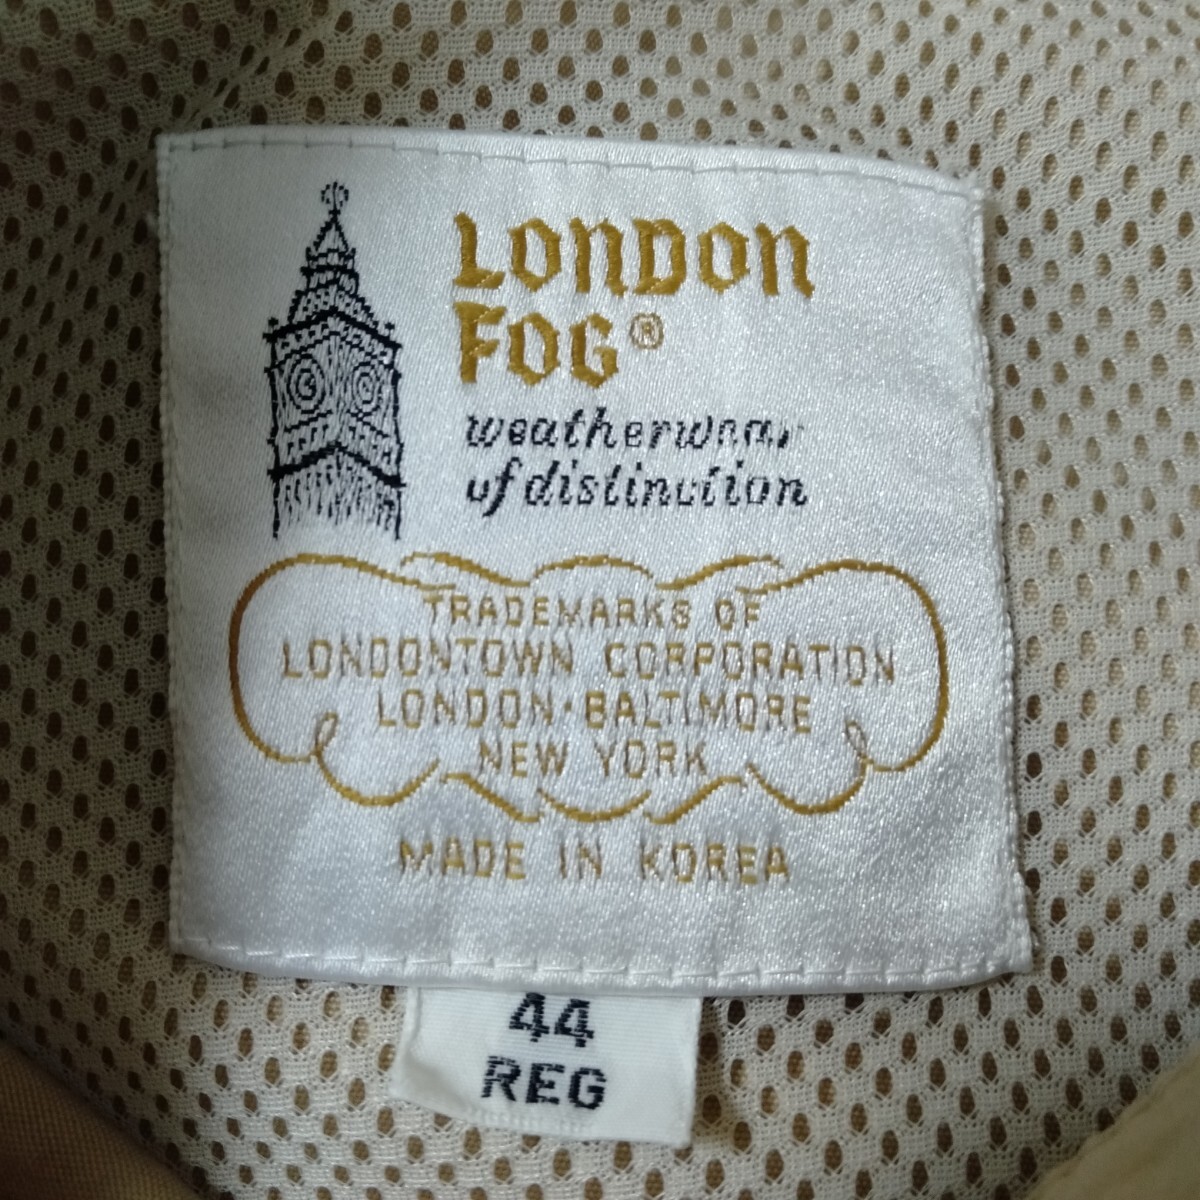 LONDON
FOG®
weatherwear
of distinction
TRADEMARKS OF
LONDONTOWN CORPORATION
LONDON·BALTIMORE
NEW YORK
MADE IN KOREA
44
REG